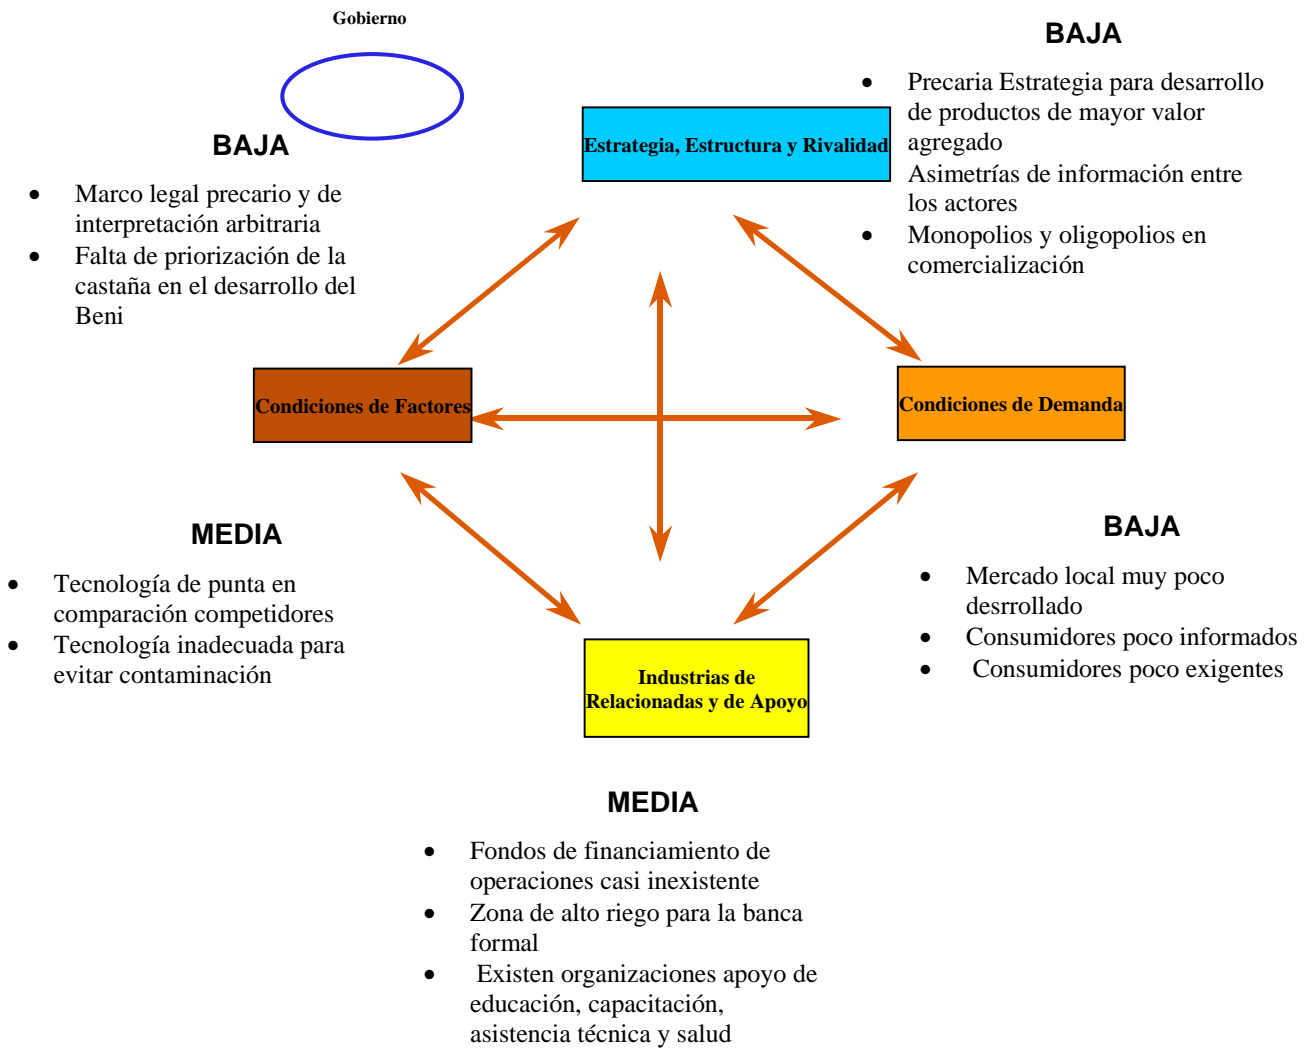 Gobierno
BAJA
• Marco legal precario y de
interpretación arbitraria
• Falta de priorización de la
castaña en el desarrollo del
Beni
Estrategia, Estructura y Rivalidad
BAJA
• Precaria Estrategia para desarrollo
de productos de mayor valor
agregado
Asimetrías de información entre
los actores
• Monopolios y oligopolios en
comercialización
Condiciones de Factores
Condiciones de Demanda
MEDIA
• Tecnología de punta en
comparación competidores
• Tecnología inadecuada para
evitar contaminación
BAJA
• Mercado local muy poco
desrrollado
• Consumidores poco informados
• Consumidores poco exigentes
Industrias de
Relacionadas y de Apoyo
MEDIA
• Fondos de financiamiento de
operaciones casi inexistente
• Zona de alto riego para la banca
formal
• Existen organizaciones apoyo de
educación, capacitación,
asistencia técnica y salud